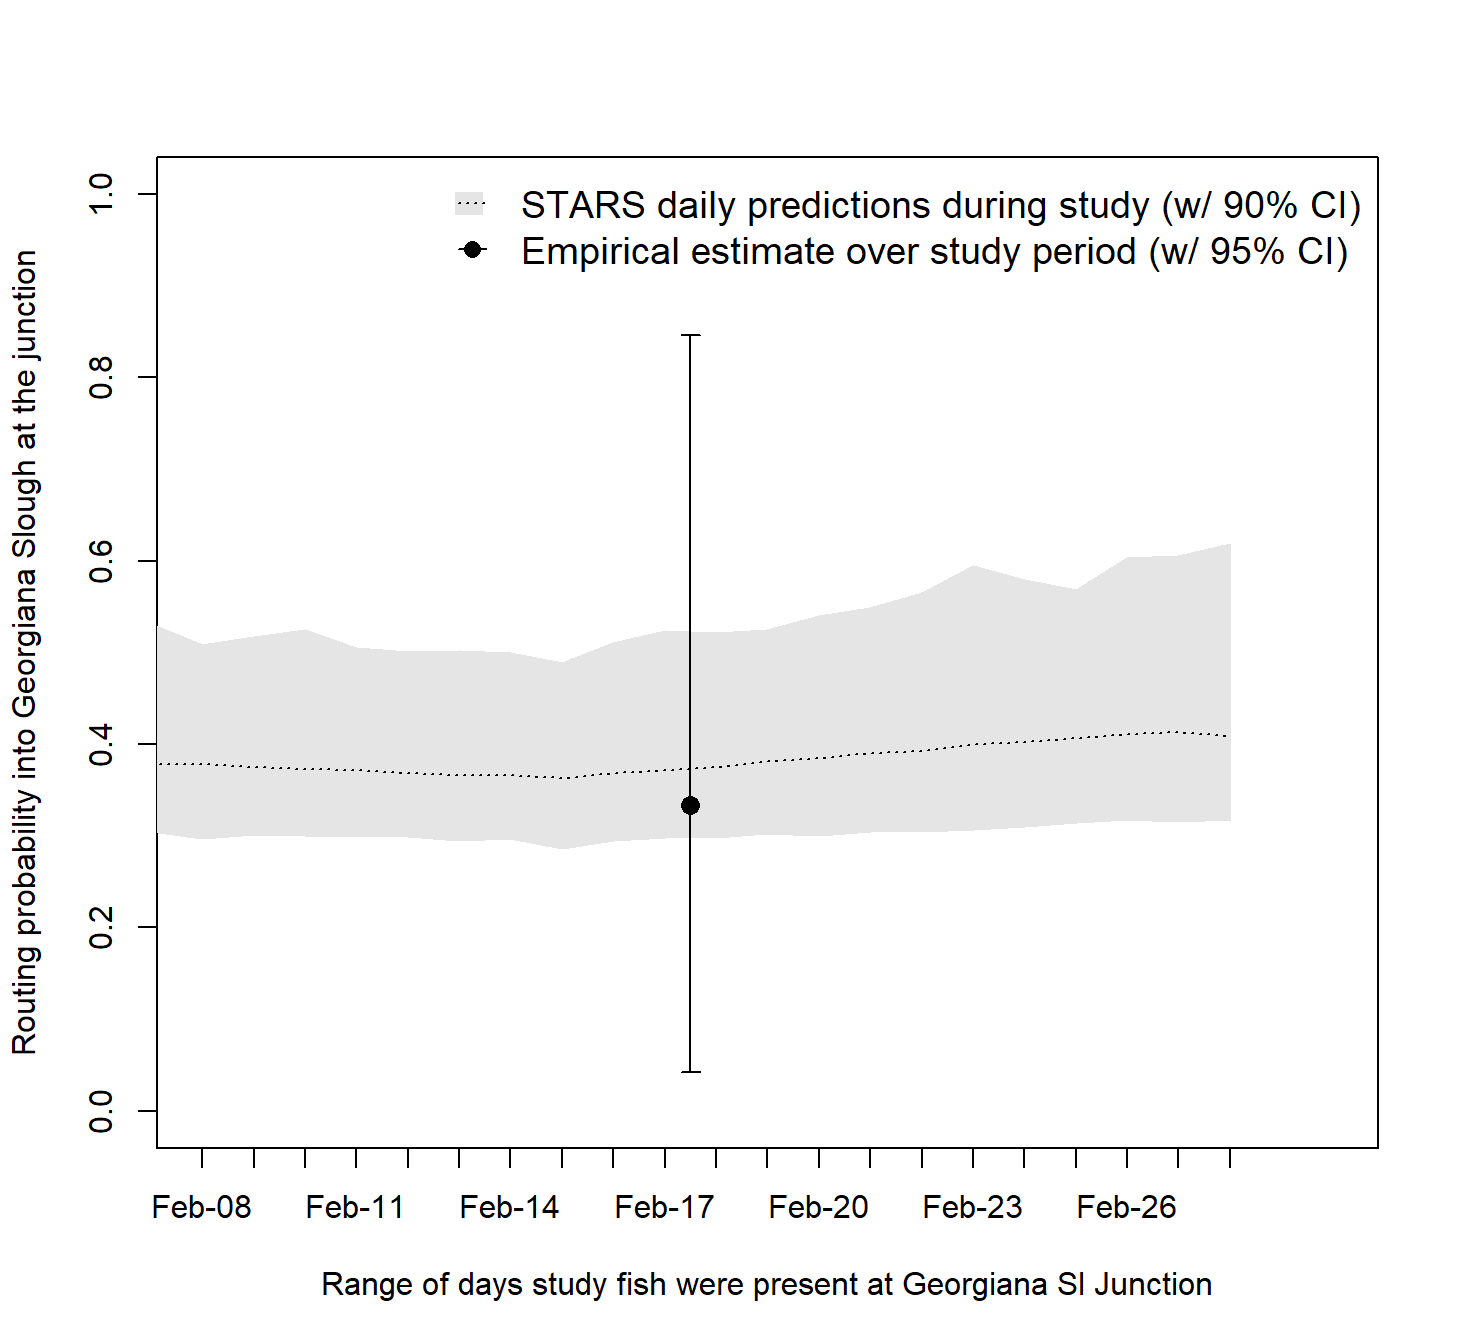 STARS daily predictions during study (w/ 90% CI)
Empirical estimate over study period (w/ 95% CI)
Routing probability into Georgiana Slough at the junction
1.0
0.8
0.6
0.4
0.2
0.0
Feb-08 Feb-11 Feb-14 Feb-17 Feb-20 Feb-23 Feb-26
Range of days study fish were present at Georgiana Sl Junction